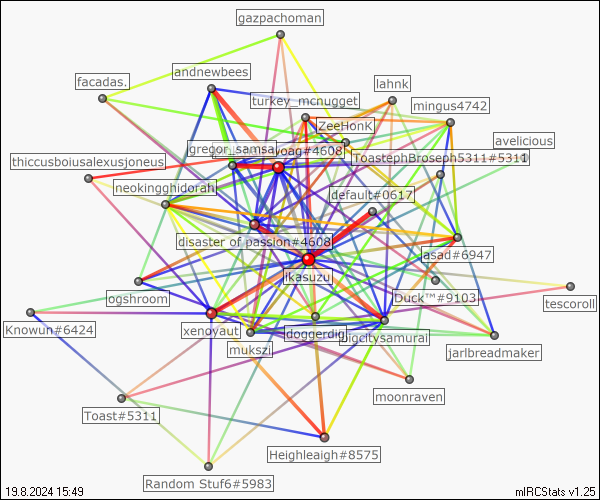 gazpachoman
andnewbees
facadas.
lahnk
turkey_mcnugget
mingus4742
ZeeHonK
avelicious
gregor_samsa
oag#4608
ToastephBroseph5311#5311
thiccusboiusalexusjoneus
neokingghidorah
default#0617
disaster of passion#4608
asad#6947
ikasuzu
ogshroom
Duck™#9103
tescoroll
Knowun#6424
xenoyaut
doggerdig
bigcitysamurai
mukszi
jarlbreadmaker
moonraven
Toast#5311
Heighleaigh#8575
Random Stuf6#5983
19.8.2024 15:49
mIRCStats v1.25